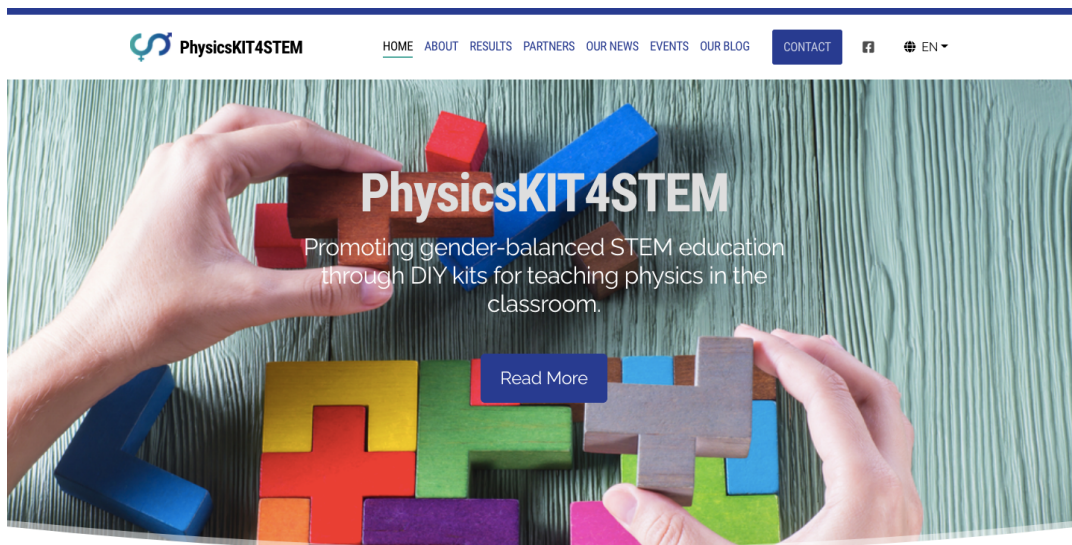 PhysicsKIT4STEM
HOME ABOUT RESULTS PARTNERS OUR NEWS EVENTS OUR BLOG CONTACT EN
PhysicsKIT4STEM
Promoting gender-balanced STEM education
through DIY kits for teaching physics in the
classroom.
Read More